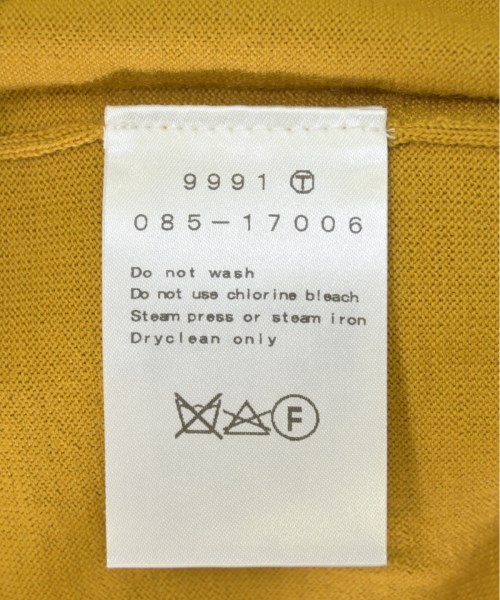 9991 Ⓣ
085-17006
Do not wash
Do not use chlorine bleach
Steam press or steam iron
Dryclean only
F